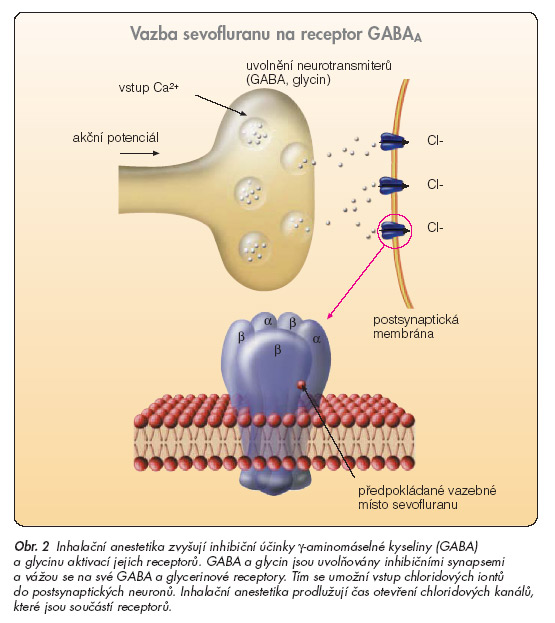 Vazba sevofluranu na receptor GABAA
uvolnění neurotransmiterů
(GABA, glycin)
vstup Ca2+
akční potenciál
Cl-
Cl-
Cl-
postsynaptická
membrána
α
β
α
β
β
předpokládané vazebné
místo sevofluranu
Obr. 2 Inhalační anestetika zvyšují inhibiční účinky γ-aminomáselné kyseliny (GABA)
a glycinu aktivací jejich receptorů. GABA a glycin jsou uvolňovány inhibičními synapsemi
a vážou se na své GABA a glycerinové receptory. Tím se umožní vstup chloridových iontů
do postsynaptických neuronů. Inhalační anestetika prodlužují čas otevření chloridových kanálů,
které jsou součástí receptorů.